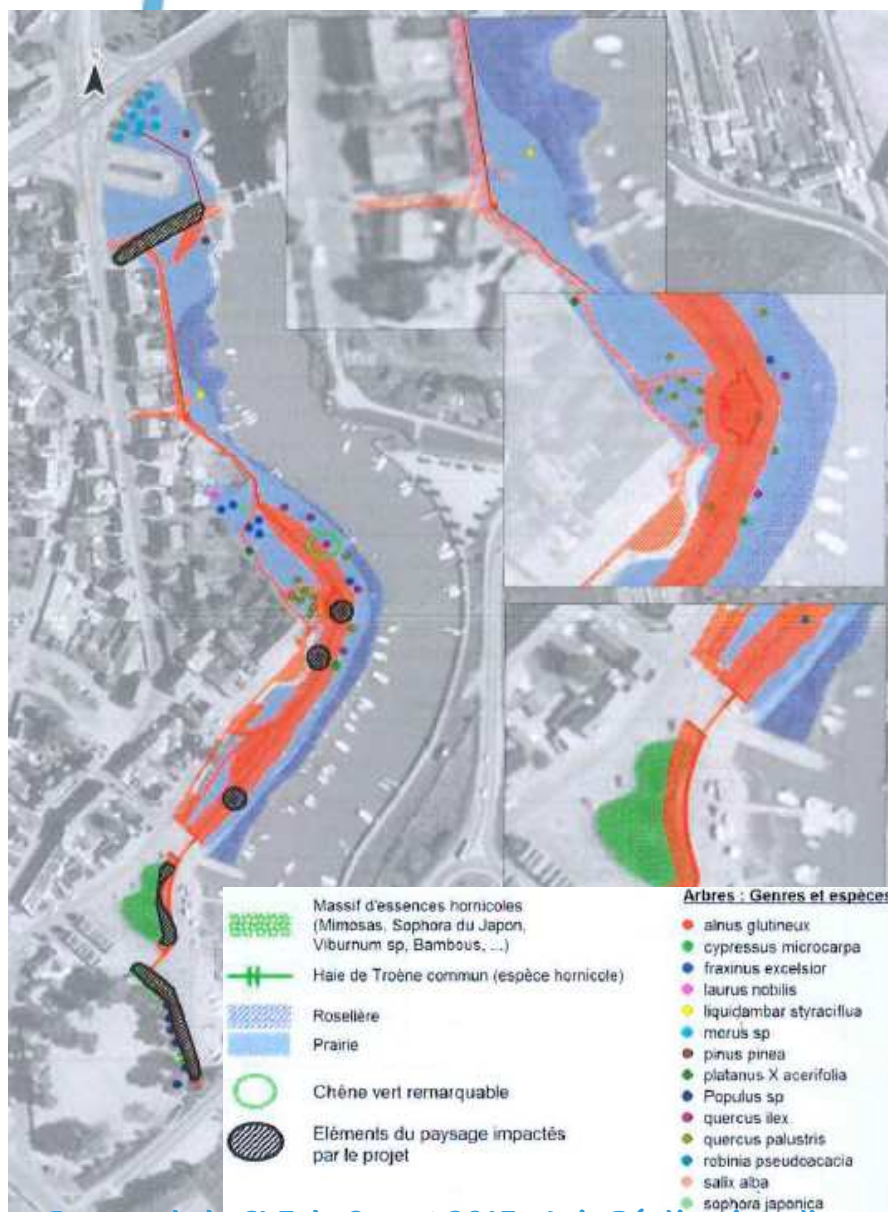 Massif d'essences hornicoles
(Mimosas, Sophora du Japon,
Viburnum sp, Bambous, ...)
Haie de Troène commun (espèce hornicole)
Roselière
Prairie
Chêne vert remarquable
Eléments du paysage impactés
par le projet
Arbres : Genres et espèces
alnus glutineux
cypressus microcarpa
fraxinus excelsior
laurus nobilis
liquidambar styraciflua
morus sp
pinus pinea
platanus X acerifolia
Populus sp
quercus ilex
quercus palustris
robinia pseudoacacia
salix alba
sophora japonica